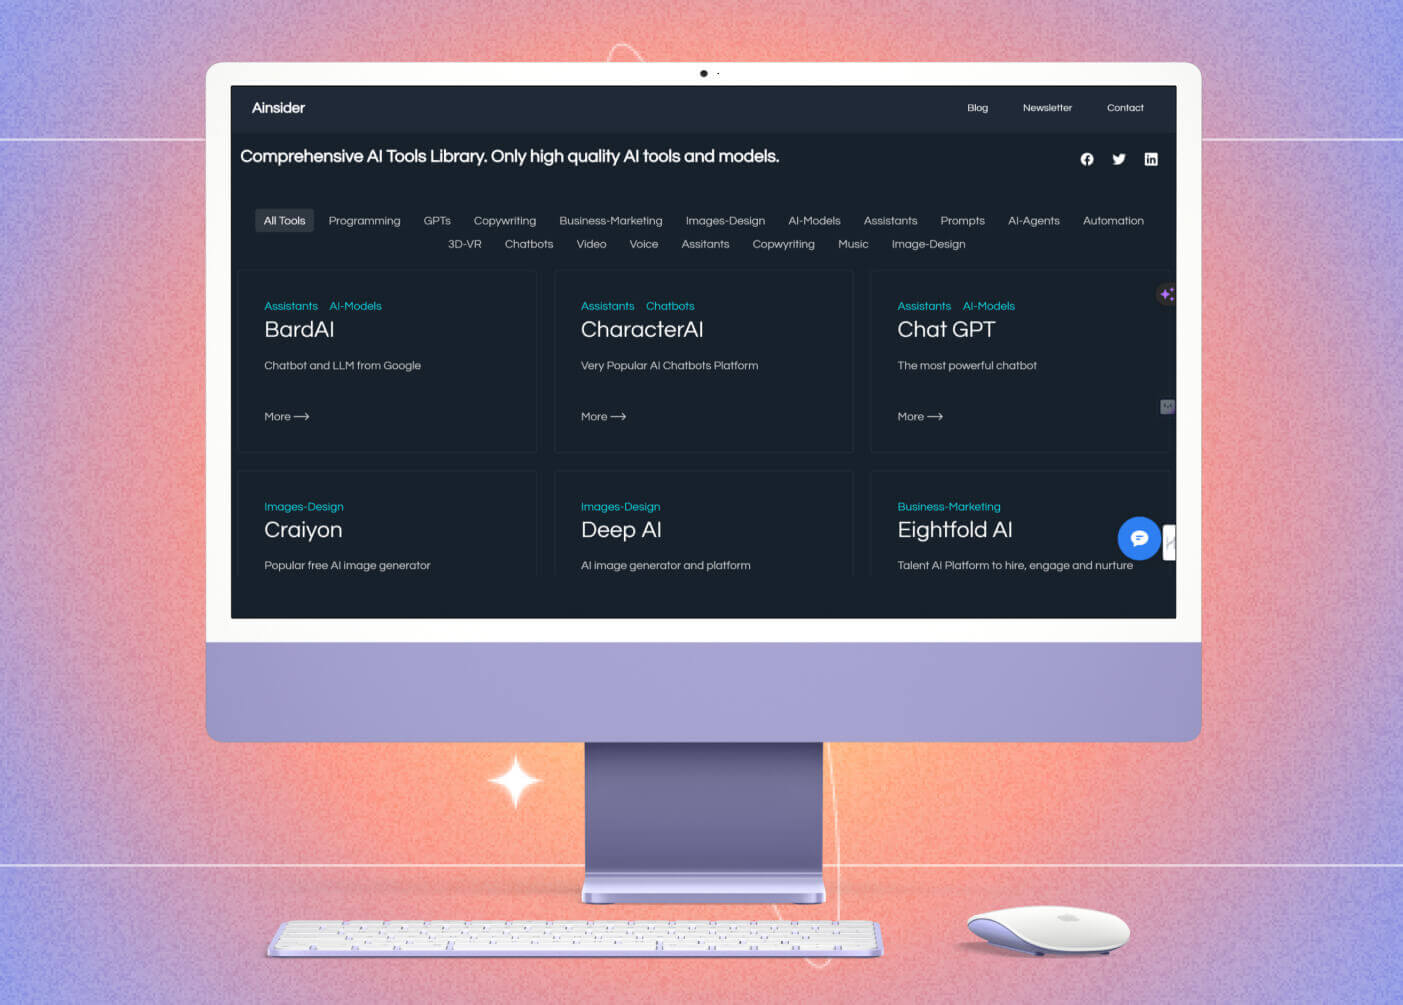 Ainsider
Blog Newsletter Contact
Comprehensive AI Tools Library. Only high quality AI tools and models.
All Tools Programming GPTs Copywriting Business-Marketing Images-Design AI-Models Assistants Prompts AI-Agents Automation
3D-VR Chatbots Video Voice Assitants Copwyriting Music Image-Design
Assistants AI-Models
BardAI
Chatbot and LLM from Google
More
Assistants Chatbots
CharacterAI
Very Popular AI Chatbots Platform
More
Assistants AI-Models
Chat GPT
The most powerful chatbot
More
Images-Design
Craiyon
Popular free AI image generator
Images-Design
Deep AI
AI image generator and platform
Business-Marketing
Eightfold AI
Talent AI Platform to hire, engage and nurture